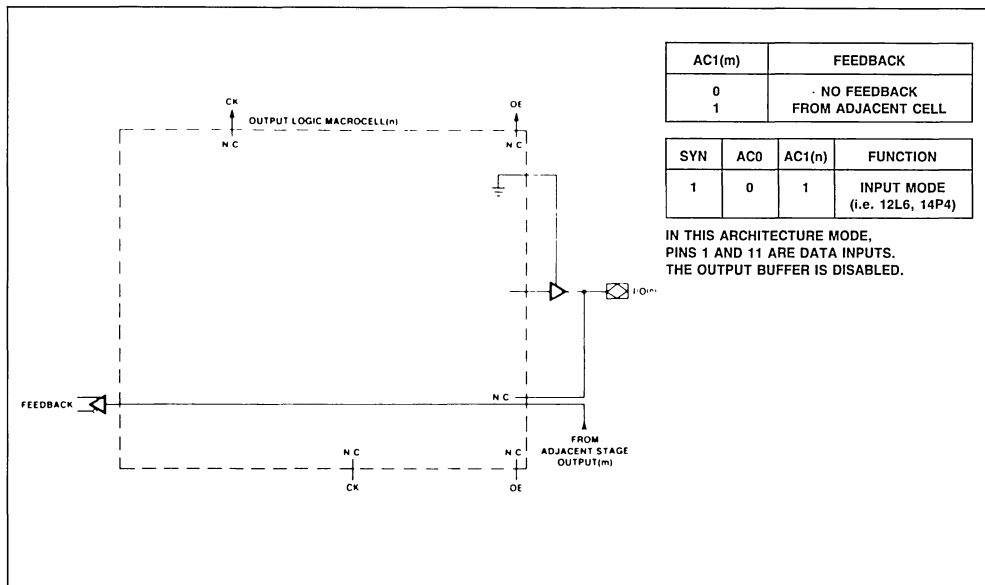 AC1(m) FEEDBACK
0 NO FEEDBACK
1 FROM ADJACENT CELL
SYN AC0 AC1(n) FUNCTION
1 0 1 INPUT MODE
(i.e. 12L6, 14P4)
IN THIS ARCHITECTURE MODE,
PINS 1 AND 11 ARE DATA INPUTS.
THE OUTPUT BUFFER IS DISABLED.
CK
OE
OUTPUT LOGIC MACROCELL(n)
N C
N C
N C
FEEDBACK
FROM
ADJACENT STAGE
OUTPUT(m)
N C
N C
CK
OE